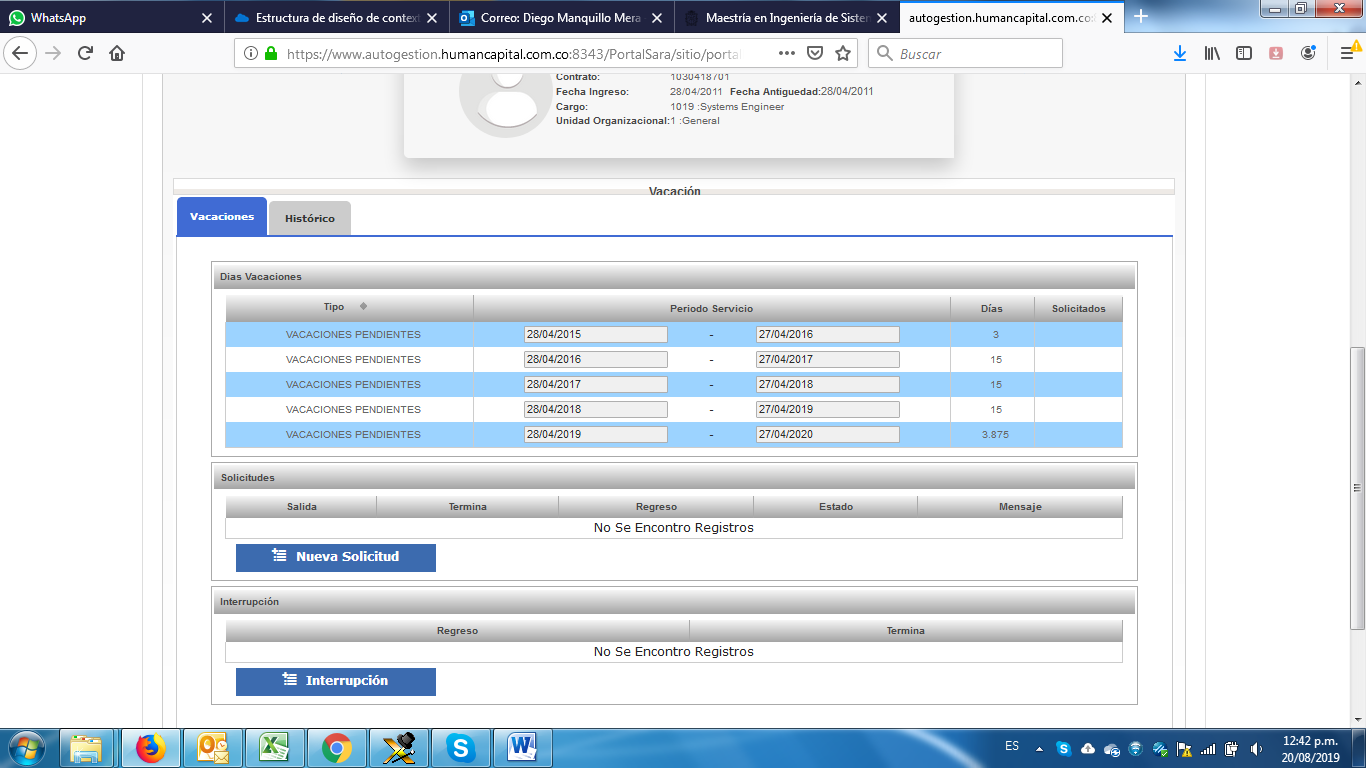 WhatsApp
Estructura de diseño de contex
Correo: Diego Manquillo Mera
Maestría en Ingeniería de Sisten
autogestion.humancapital.com.co:
https://www.autogestion.humancapital.com.co:8343/PortalSara/sitio/portal
Buscar
Contrato: 1030418701
Fecha Ingreso: 28/04/2011 Fecha Antiguedad:28/04/2011
Cargo: 1019 :Systems Engineer
Unidad Organizacional:1 :General
Vacación
Vacaciones Histórico
Dias Vacaciones
Tipo Periodo Servicio Días Solicitados
VACACIONES PENDIENTES 28/04/2015 - 27/04/2016 3
VACACIONES PENDIENTES 28/04/2016 - 27/04/2017 15
VACACIONES PENDIENTES 28/04/2017 - 27/04/2018 15
VACACIONES PENDIENTES 28/04/2018 - 27/04/2019 15
VACACIONES PENDIENTES 28/04/2019 - 27/04/2020 3.875
Solicitudes
Salida Termina Regreso Estado Mensaje
No Se Encontro Registros
Nueva Solicitud
Interrupción
Regreso Termina
No Se Encontro Registros
Interrupción
ES
12:42 p.m.
20/08/2019